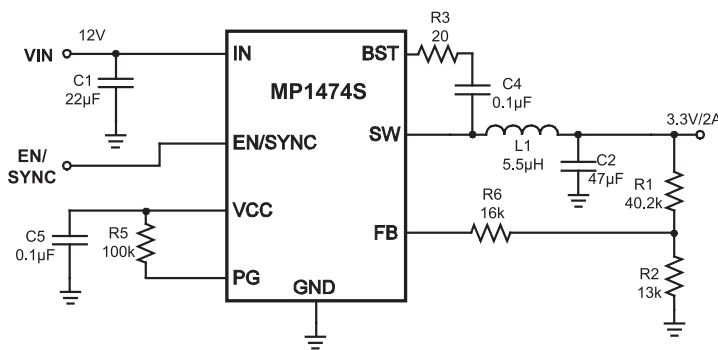 R3
20
12V
VIN
IN
BST
C1
22µF
MP1474S
C4
0.1µF
SW
3.3V/2A
EN/
SYNC
EN/SYNC
L1
5.5µH
C2
47µF
R1
40.2k
R6
16k
VCC
FB
C5
0.1µF
R5
100k
PG
GND
R2
13k